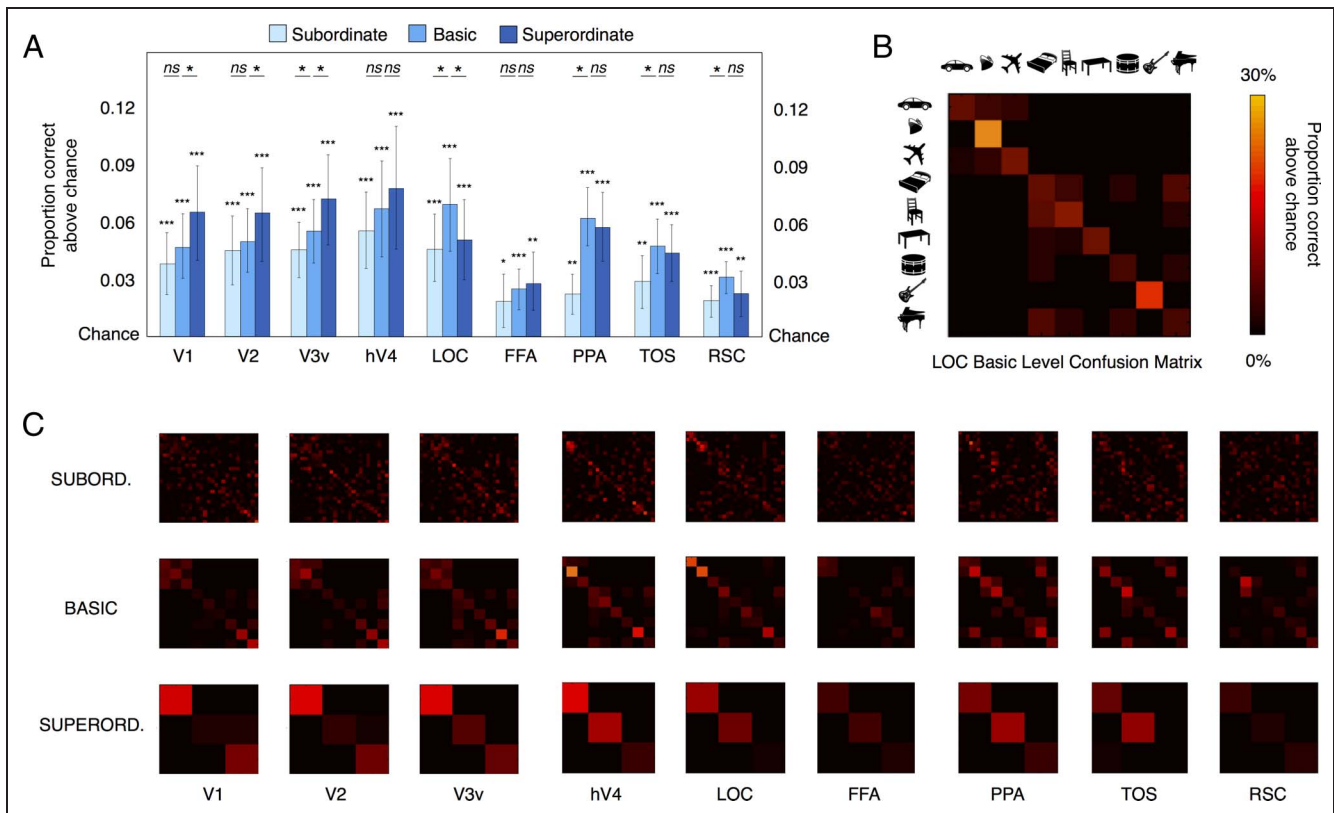 A
Subordinate Basic Superordinate
ns * ns * * * ns ns * * ns ns * ns * ns * ns
0.12 0.12
0.09 0.09
0.06 0.06
0.03 0.03
Chance Chance
Proportion correct
above chance
*** *** *** *** *** *** *** *** *** *** *** *** *** *** *** * *** ** ** *** *** ** *** *** *** *** **
V1 V2 V3v hV4 LOC FFA PPA TOS RSC
B
30%
Proportion correct
above chance
0%
LOC Basic Level Confusion Matrix
C
SUBORD.
BASIC
SUPERORD.
V1 V2 V3v hV4 LOC FFA PPA TOS RSC